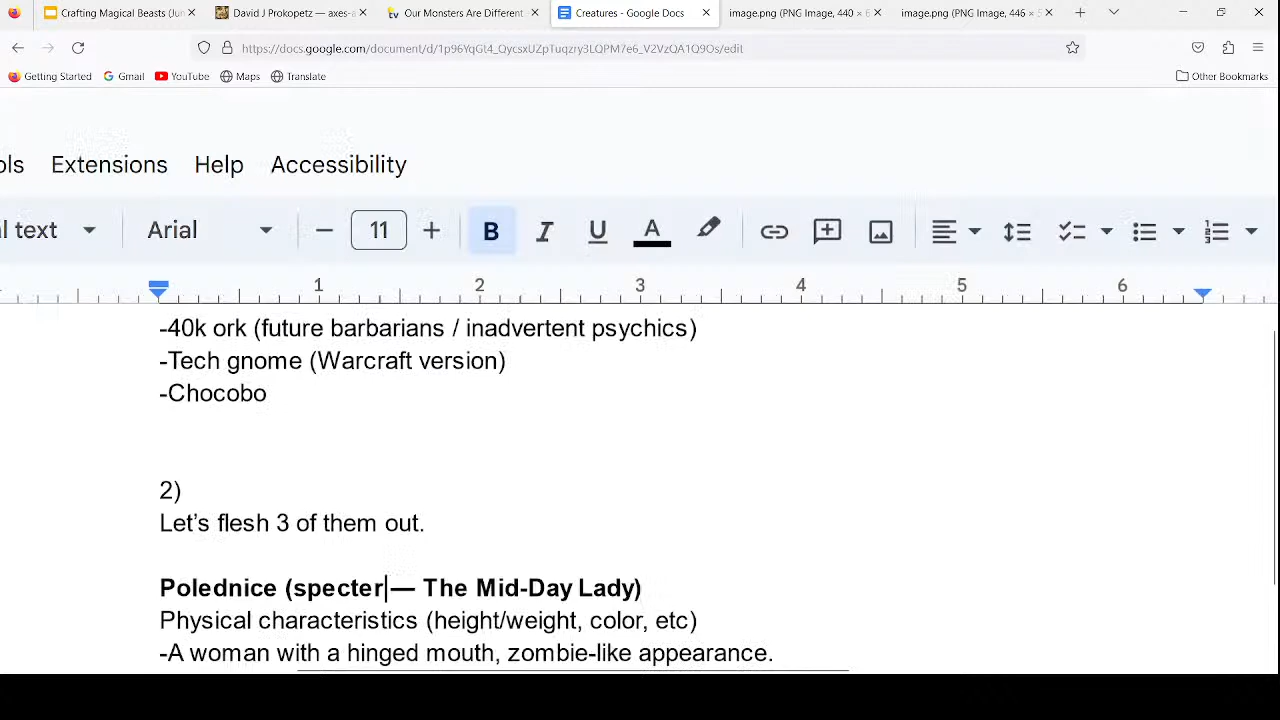 Crafting Magical Beasts (Jun
David J Prokopetz — axes-a
Our Monsters Are Different -
Creatures - Google Docs
image.png (PNG Image, 440 × 6
image.png (PNG Image, 446 × 5
https://docs.google.com/document/d/1p96YqOt4_QycsxUZpTuqzry3LQPM7e6_V2VzQA1Q9Os/edit
Getting Started
Gmail
YouTube
Maps
Translate
Other Bookmarks
ols
Extensions
Help
Accessibility
l text
Arial
11
B
I
U
A
1 2 3 4 5 6
-40k ork (future barbarians / inadvertent psychics)
-Tech gnome (Warcraft version)
-Chocobo
2)
Let’s flesh 3 of them out.
Polednice (specter — The Mid-Day Lady)
Physical characteristics (height/weight, color, etc)
-A woman with a hinged mouth, zombie-like appearance.